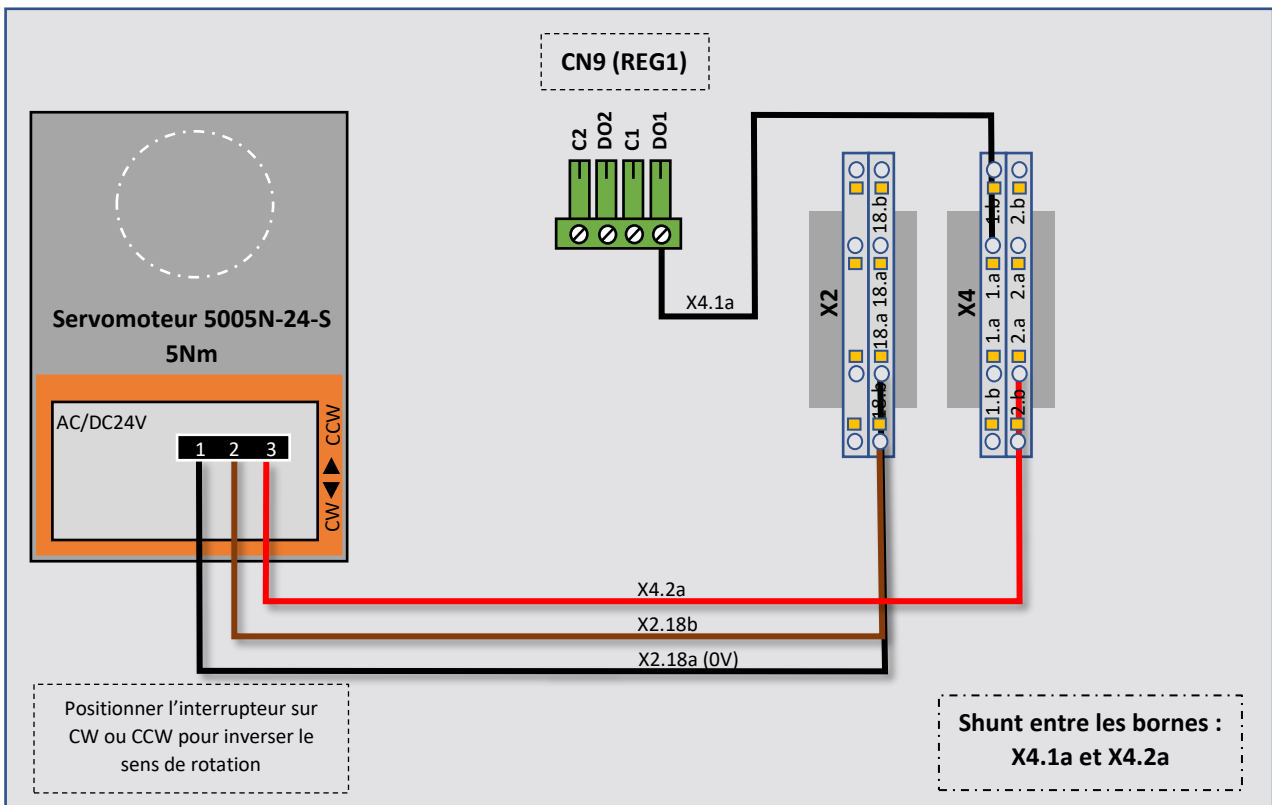 CN9 (REG1)
C2
DO2
C1
DO1
X4.1a
Servomoteur 5005N-24-S
5Nm
AC/DC24V
1 2 3
CW ◀▶ CCW
X2
18.b
18.a
18.a
18.b
X4
1.b
1.a
1.a
1.b
2.b
2.a
2.a
2.b
X4.2a
X2.18b
X2.18a (0V)
Positionner l’interrupteur sur
CW ou CCW pour inverser le
sens de rotation
Shunt entre les bornes :
X4.1a et X4.2a